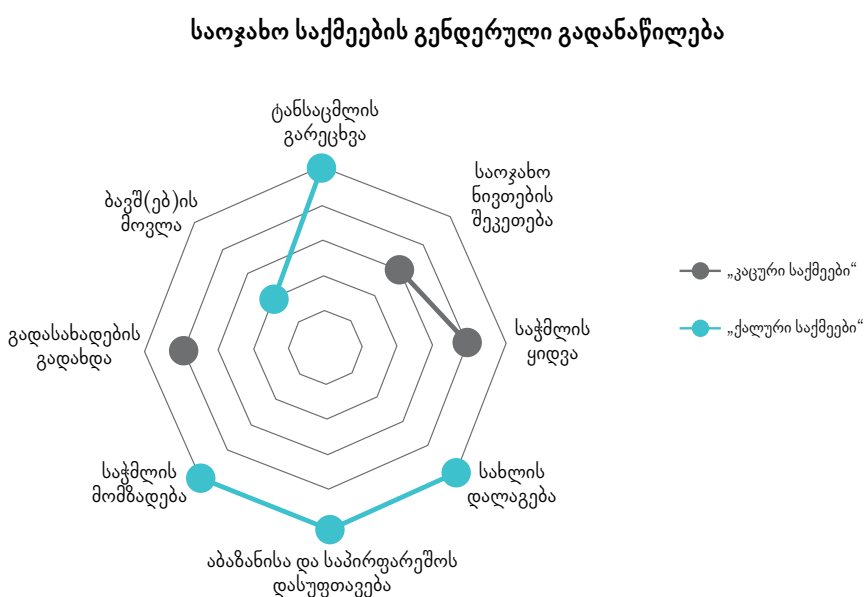 საოჯახო საქმეების გენდერული გადანაწილება
ტანსაცმლის
გარეცხვა
საოჯახო
ნივთების
შეკეთება
ბავშ(ებ)ის
მოვლა
„კაცური საქმეები“
გადასახადების
გადახდა
საჭმლის
ყიდვა
„ქალური საქმეები“
საჭმლის
მომზადება
სახლის
დალაგება
აბაზანისა და საპირფარეშოს
დასუფთავება